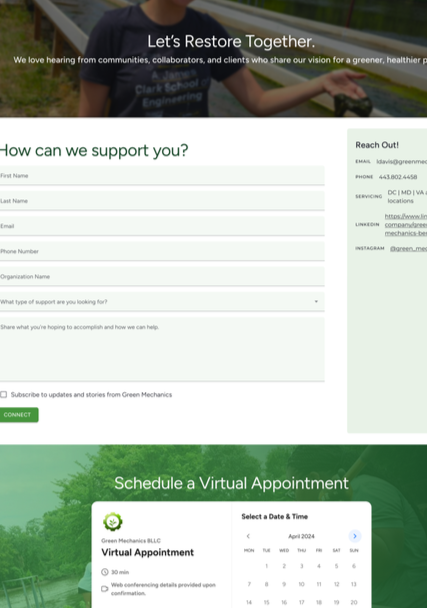 Let's Restore Together.
We love hearing from communities, collaborators, and clients who share our vision for a greener, healthier p
Clark School of
Engineering
How can we support you?
First Name
Last Name
Email
Phone Number
Organization Name
What type of support are you looking for?
Share what you're hoping to accomplish and how we can help.
Subscribe to updates and stories from Green Mechanics
CONNECT
Reach Out!
EMAIL ldavis@greenmec
PHONE 443.802.4458
SERVICING DC | MD | VA
locations
LINKEDIN https://www.lin
company/gree
mechanics-be
INSTAGRAM @green_mec
Schedule a Virtual Appointment
Green Mechanics BLLC
Virtual Appointment
30 min
Web conferencing details provided upon
confirmation.
Select a Date & Time
April 2024
MON TUE WED THU FRI SAT SUN
1 2 3 4 5 6
7 8 9 10 11 12 13
14 15 16 17 18 19 20